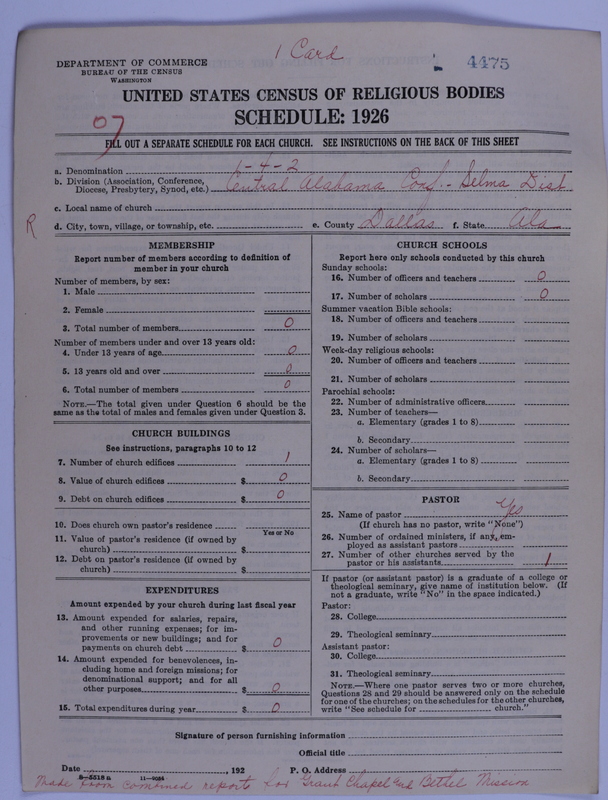 1 Card
4475
DEPARTMENT OF COMMERCE
BUREAU OF THE CENSUS
WASHINGTON
UNITED STATES CENSUS OF RELIGIOUS BODIES
SCHEDULE: 1926
07
FILL OUT A SEPARATE SCHEDULE FOR EACH CHURCH. SEE INSTRUCTIONS ON THE BACK OF THIS SHEET
a. Denomination 1-4-2
b. Division (Association, Conference, Diocese, Presbytery, Synod, etc.) Central Alabama Conf. - Selma Dist
c. Local name of church
R
d. City, town, village, or township, etc. e. County Dallas f. State Ala
MEMBERSHIP
Report number of members according to definition of
member in your church
Number of members, by sex:
1. Male
2. Female
3. Total number of members 0
Number of members under and over 13 years old:
4. Under 13 years of age 0
5. 13 years old and over 0
6. Total number of members 0
NOTE.—The total given under Question 6 should be the
same as the total of males and females given under Question 3.
CHURCH BUILDINGS
See instructions, paragraphs 10 to 12
7. Number of church edifices 1
8. Value of church edifices $ 0
9. Debt on church edifices $ 0
10. Does church own pastor's residence
Yes or No
11. Value of pastor's residence (if owned by
church) $
12. Debt on pastor's residence (if owned by
church) $
EXPENDITURES
Amount expended by your church during last fiscal year
13. Amount expended for salaries, repairs,
and other running expenses; for im-
provements or new buildings; and for
payments on church debt $ 0
14. Amount expended for benevolences, in-
cluding home and foreign missions; for
denominational support; and for all
other purposes $ 0
15. Total expenditures during year $ 0
CHURCH SCHOOLS
Report here only schools conducted by this church
Sunday schools:
16. Number of officers and teachers 0
17. Number of scholars 0
Summer vacation Bible schools:
18. Number of officers and teachers
19. Number of scholars
Week-day religious schools:
20. Number of officers and teachers
21. Number of scholars
Parochial schools:
22. Number of administrative officers
23. Number of teachers—
a. Elementary (grades 1 to 8)
b. Secondary
24. Number of scholars—
a. Elementary (grades 1 to 8)
b. Secondary
PASTOR
25. Name of pastor Yes
(If church has no pastor, write "None")
26. Number of ordained ministers, if any, em-
ployed as assistant pastors
27. Number of other churches served by the
pastor or his assistants 1
If pastor (or assistant pastor) is a graduate of a college or
theological seminary, give name of institution below. (If
not a graduate, write "No" in the space indicated.)
Pastor:
28. College
29. Theological seminary
Assistant pastor:
30. College
31. Theological seminary
NOTE.—Where one pastor serves two or more churches,
Questions 28 and 29 should be answered only on the schedule
for one of the churches; on the schedules for the other churches,
write "See schedule for church."
Signature of person furnishing information
Official title
Date , 192 P. O. Address
8-5518 a 11-9084
Made from combined reports for Grant Chapel and Bethel Mission